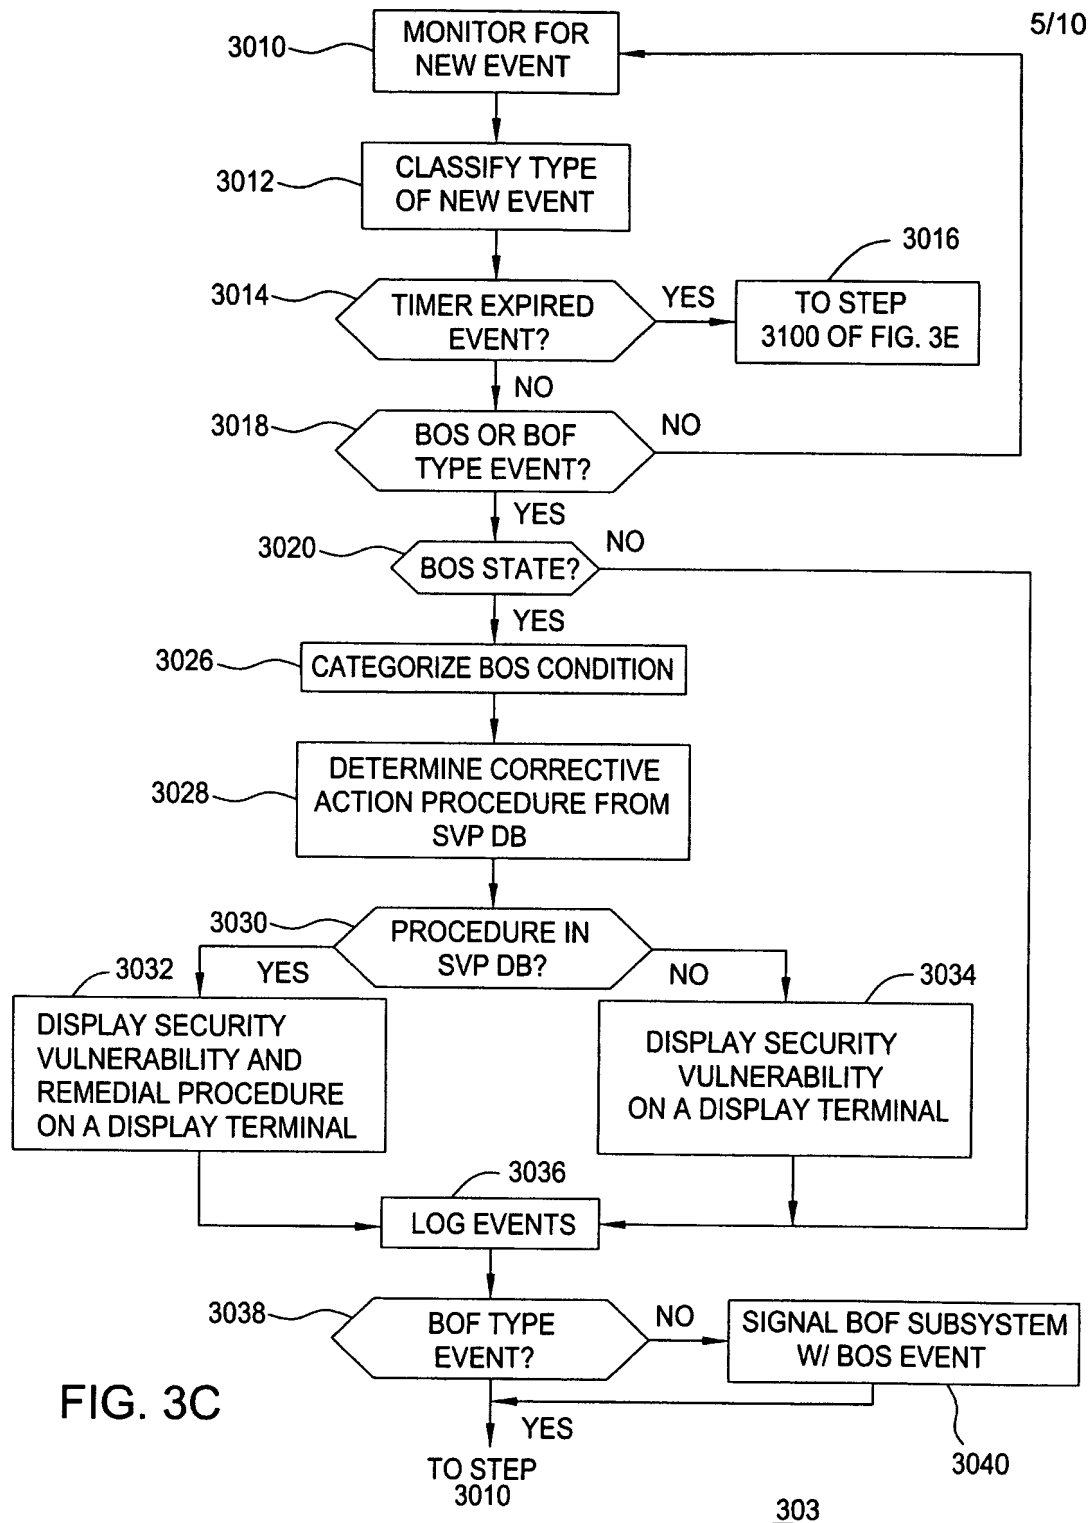 5/10
3010
MONITOR FOR
NEW EVENT
3012
CLASSIFY TYPE
OF NEW EVENT
3014
TIMER EXPIRED
EVENT?
YES
3016
TO STEP
3100 OF FIG. 3E
NO
3018
BOS OR BOF
TYPE EVENT?
NO
YES
3020
BOS STATE?
NO
YES
3026
CATEGORIZE BOS CONDITION
3028
DETERMINE CORRECTIVE
ACTION PROCEDURE FROM
SVP DB
3030
PROCEDURE IN
SVP DB?
YES
NO
3032
DISPLAY SECURITY
VULNERABILITY AND
REMEDIAL PROCEDURE
ON A DISPLAY TERMINAL
3034
DISPLAY SECURITY
VULNERABILITY
ON A DISPLAY TERMINAL
3036
LOG EVENTS
3038
BOF TYPE
EVENT?
NO
SIGNAL BOF SUBSYSTEM
W/ BOS EVENT
3040
YES
TO STEP
3010
FIG. 3C
303